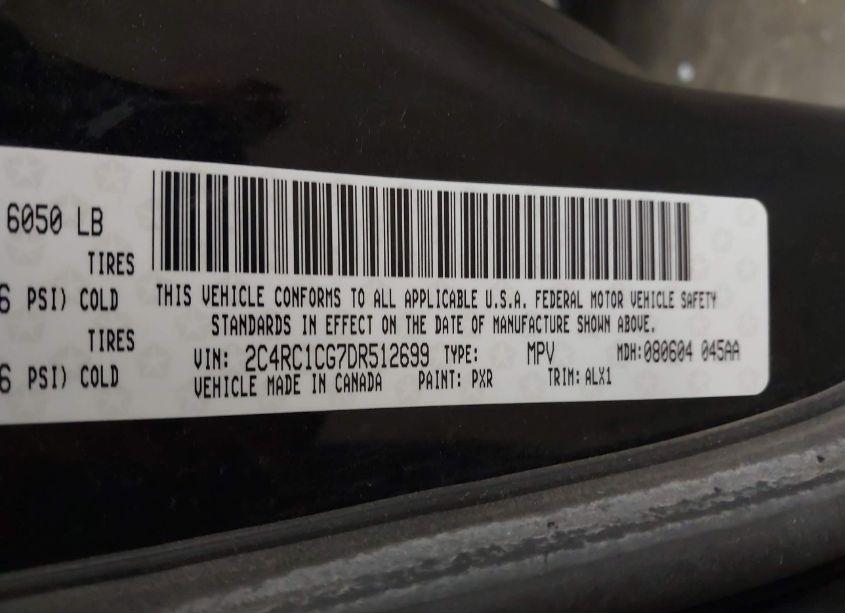 6050 LB
TIRES
6 PSI) COLD
TIRES
6 PSI) COLD
THIS VEHICLE CONFORMS TO ALL APPLICABLE U.S.A. FEDERAL MOTOR VEHICLE SAFETY
STANDARDS IN EFFECT ON THE DATE OF MANUFACTURE SHOWN ABOVE.
VIN: 2C4RC1CG7DR512699 TYPE: MPV MDH:080604 045AA
VEHICLE MADE IN CANADA PAINT: PXR TRIM: ALX1